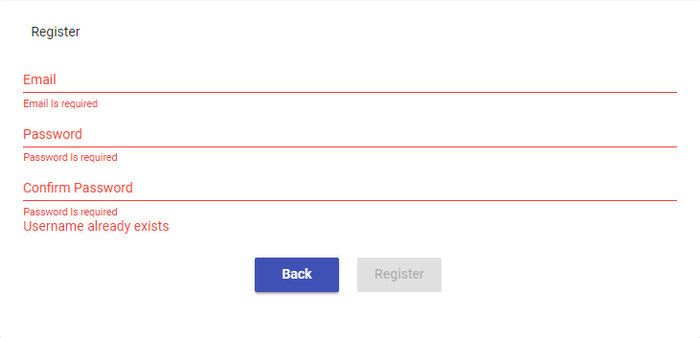 Register
Email
Email Is required
Password
Password Is required
Confirm Password
Password Is required
Username already exists
Back
Register